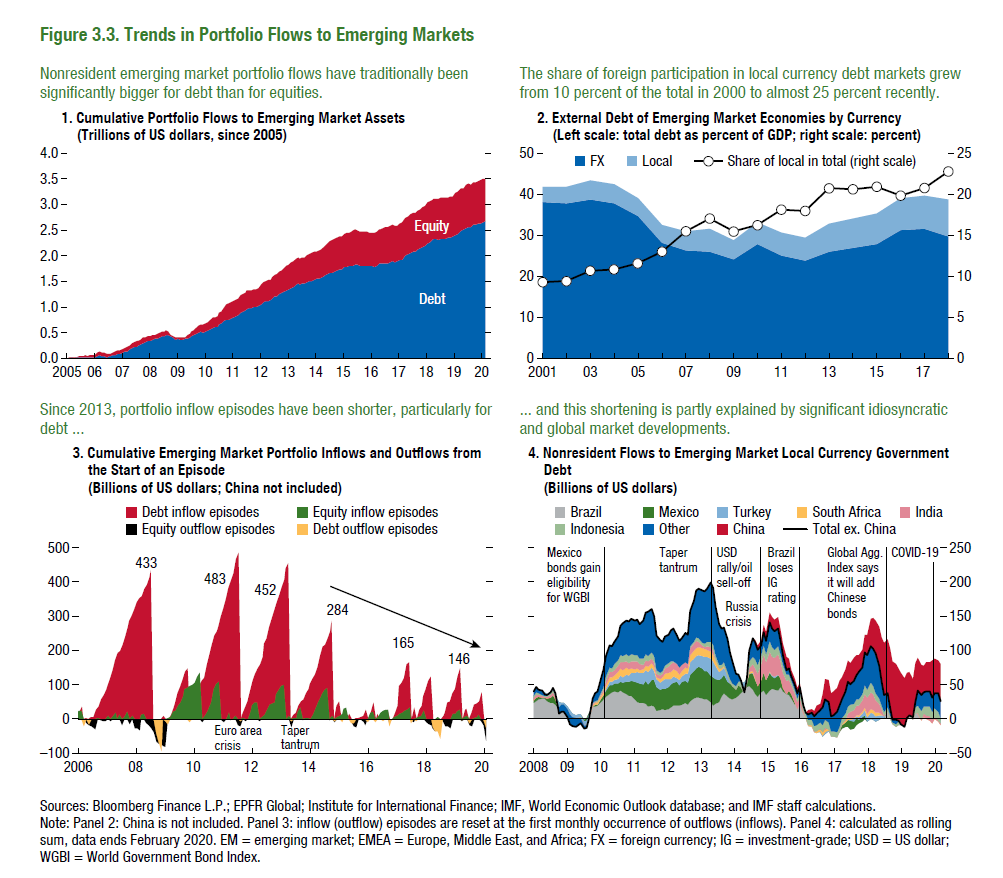 Figure 3.3. Trends in Portfolio Flows to Emerging Markets
Nonresident emerging market portfolio flows have traditionally been
significantly bigger for debt than for equities.
1. Cumulative Portfolio Flows to Emerging Market Assets
(Trillions of US dollars, since 2005)
4.0
3.5
3.0
2.5
2.0
1.5
1.0
0.5
0.0
Equity
Debt
2005 06 07 08 09 10 11 12 13 14 15 16 17 18 19 20
The share of foreign participation in local currency debt markets grew
from 10 percent of the total in 2000 to almost 25 percent recently.
2. External Debt of Emerging Market Economies by Currency
(Left scale: total debt as percent of GDP; right scale: percent)
FX Local Share of local in total (right scale)
50
40
30
20
10
0
25
20
15
10
5
0
2001 03 05 07 09 11 13 15 17
Since 2013, portfolio inflow episodes have been shorter, particularly for
debt ...
3. Cumulative Emerging Market Portfolio Inflows and Outflows from
the Start of an Episode
(Billions of US dollars; China not included)
Debt inflow episodes Equity inflow episodes
Equity outflow episodes Debt outflow episodes
500
400
300
200
100
0
–100
433
483
452
284
165
146
Euro area
crisis
Taper
tantrum
2006 08 10 12 14 16 18 20
... and this shortening is partly explained by significant idiosyncratic
and global market developments.
4. Nonresident Flows to Emerging Market Local Currency Government
Debt
(Billions of US dollars)
Brazil Mexico Turkey South Africa India
Indonesia Other China Total ex. China
Mexico
bonds gain
eligibility
for WGBI
Taper
tantrum
USD
rally/oil
sell-off
Russia
crisis
Brazil
loses
IG
rating
Global Agg.
Index says
it will add
Chinese
bonds
COVID-19
250
200
150
100
50
0
–50
2008 09 10 11 12 13 14 15 16 17 18 19 20
Sources: Bloomberg Finance L.P.; EPFR Global; Institute for International Finance; IMF, World Economic Outlook database; and IMF staff calculations.
Note: Panel 2: China is not included. Panel 3: inflow (outflow) episodes are reset at the first monthly occurrence of outflows (inflows). Panel 4: calculated as rolling
sum, data ends February 2020. EM = emerging market; EMEA = Europe, Middle East, and Africa; FX = foreign currency; IG = investment-grade; USD = US dollar;
WGBI = World Government Bond Index.